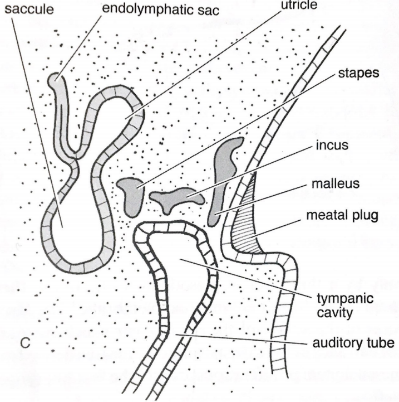 saccule
endolymphatic sac
utricle
stapes
incus
malleus
meatal plug
tympanic
cavity
auditory tube
C